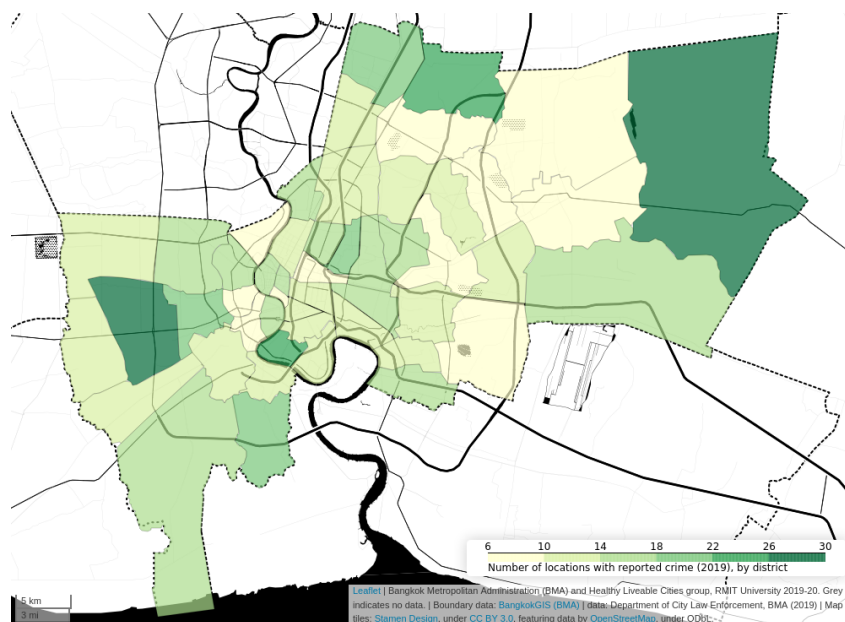 6 10 14 18 22 26 30
Number of locations with reported crime (2019), by district
5 km
3 mi
Leaflet | Bangkok Metropolitan Administration (BMA) and Healthy Liveable Cities group, RMIT University 2019-20. Grey
indicates no data. | Boundary data: BangkokGIS (BMA) | data: Department of City Law Enforcement, BMA (2019) | Map
tiles: Stamen Design, under CC BY 3.0, featuring data by OpenStreetMap, under ODbL.